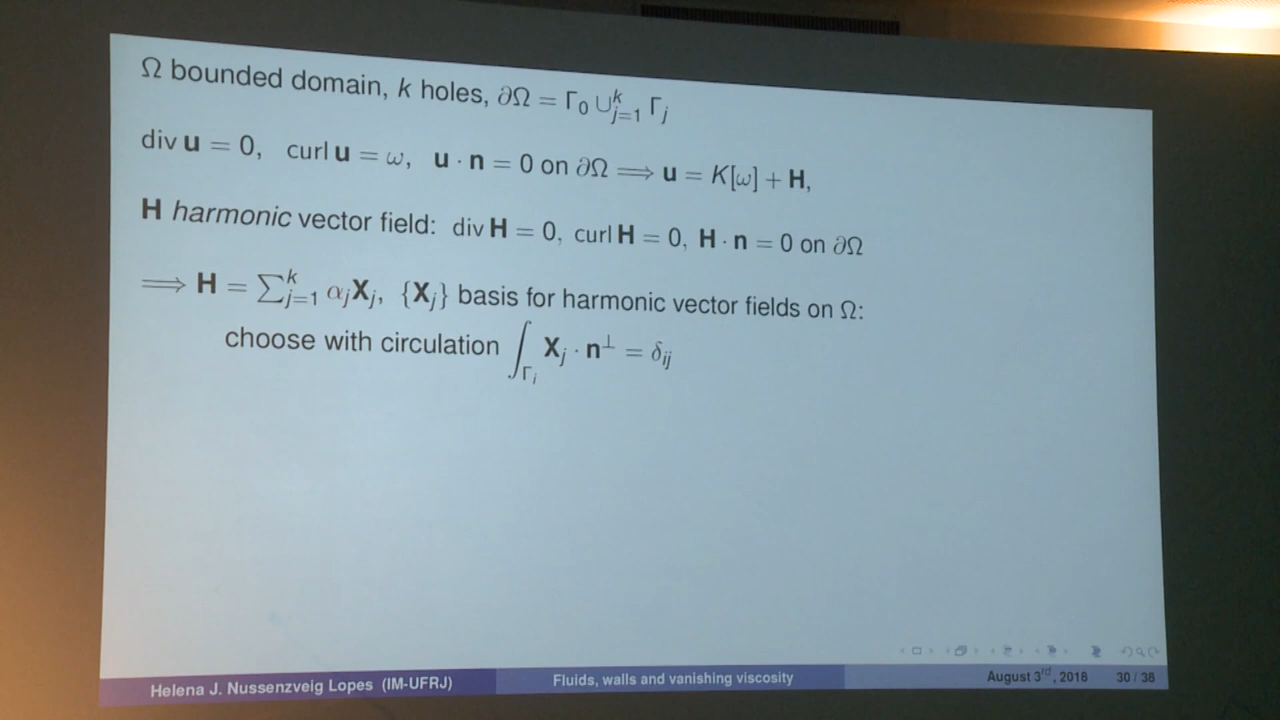 Ω bounded domain, k holes, ∂Ω = Γ₀ ∪ᵏⱼ₌₁ Γⱼ
div u = 0, curl u = ω, u · n = 0 on ∂Ω ⟹ u = K[ω] + H,
H harmonic vector field: div H = 0, curl H = 0, H · n = 0 on ∂Ω
⟹ H = ∑ᵏⱼ₌₁ αⱼXⱼ, {Xⱼ} basis for harmonic vector fields on Ω:
choose with circulation ∫_Γᵢ Xⱼ · n^⊥ = δᵢⱼ
Helena J. Nussenzveig Lopes (IM-UFRJ) Fluids, walls and vanishing viscosity August 3rd, 2018 30 / 38